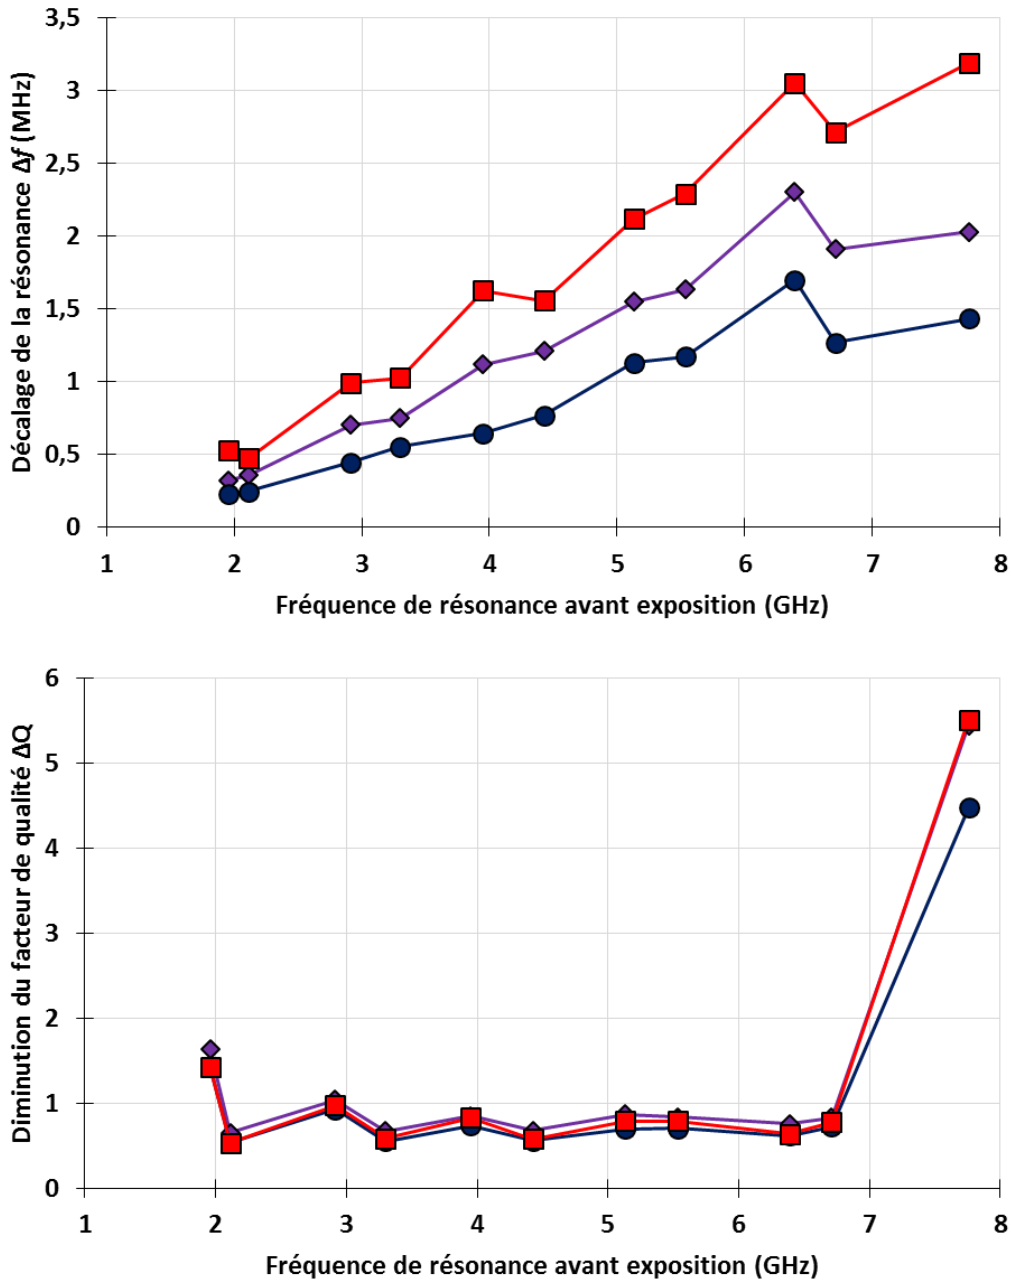 Décalage de la résonance Δf (MHz)
3,5
3
2,5
2
1,5
1
0,5
0
1 2 3 4 5 6 7 8
Fréquence de résonance avant exposition (GHz)
Diminution du facteur de qualité ΔQ
6
5
4
3
2
1
0
1 2 3 4 5 6 7 8
Fréquence de résonance avant exposition (GHz)